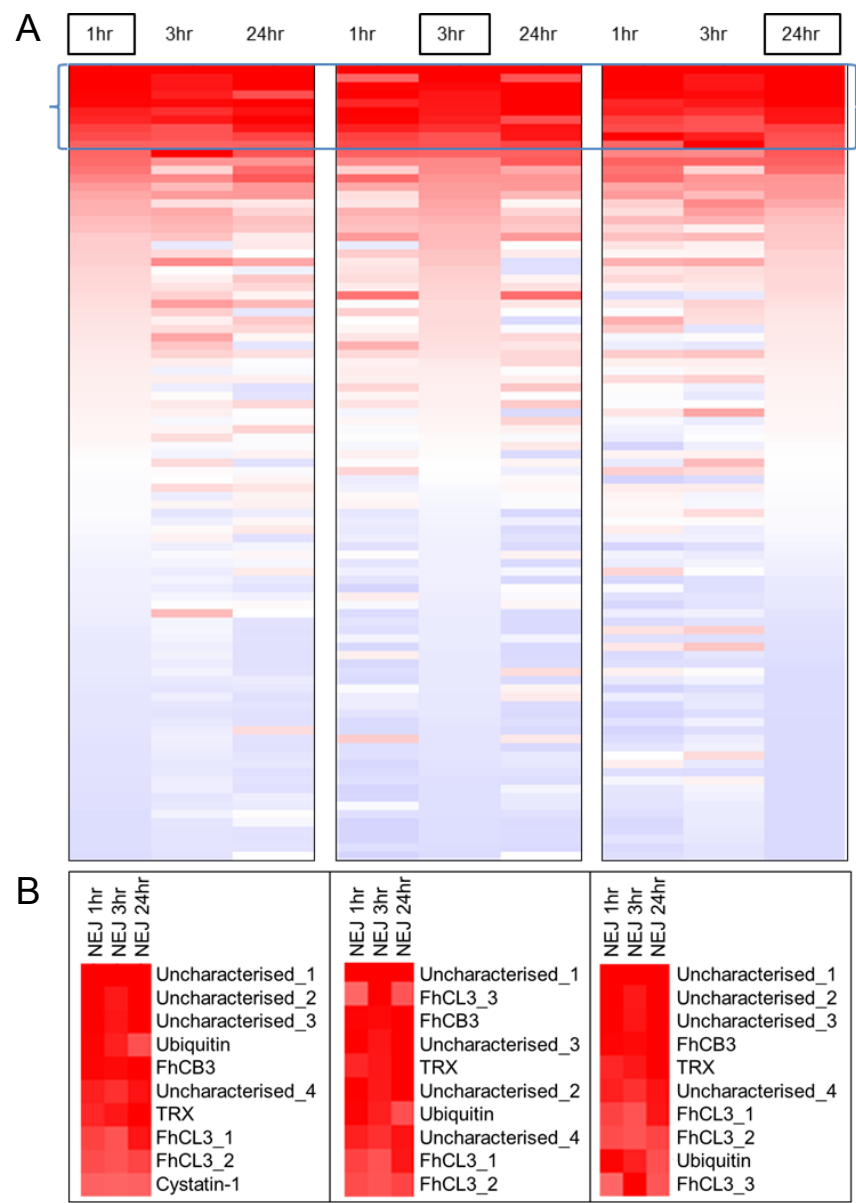 A
1hr 3hr 24hr 1hr 3hr 24hr 1hr 3hr 24hr
B
NEJ 1hr
NEJ 3hr
NEJ 24hr
Uncharacterised_1
Uncharacterised_2
Uncharacterised_3
Ubiquitin
FhCB3
Uncharacterised_4
TRX
FhCL3_1
FhCL3_2
Cystatin-1
NEJ 1hr
NEJ 3hr
NEJ 24hr
Uncharacterised_1
FhCL3_3
FhCB3
Uncharacterised_3
TRX
Uncharacterised_2
Ubiquitin
Uncharacterised_4
FhCL3_1
FhCL3_2
NEJ 1hr
NEJ 3hr
NEJ 24hr
Uncharacterised_1
Uncharacterised_2
Uncharacterised_3
FhCB3
TRX
Uncharacterised_4
FhCL3_1
FhCL3_2
Ubiquitin
FhCL3_3